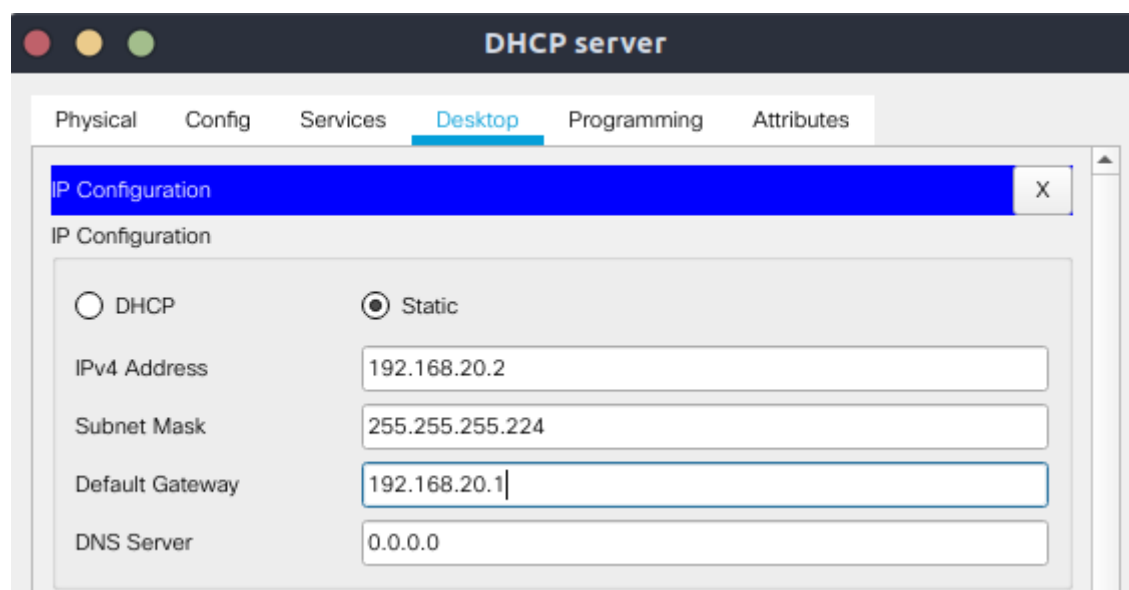 DHCP server
Physical Config Services Desktop Programming Attributes
IP Configuration X
IP Configuration
DHCP Static
IPv4 Address 192.168.20.2
Subnet Mask 255.255.255.224
Default Gateway 192.168.20.1
DNS Server 0.0.0.0